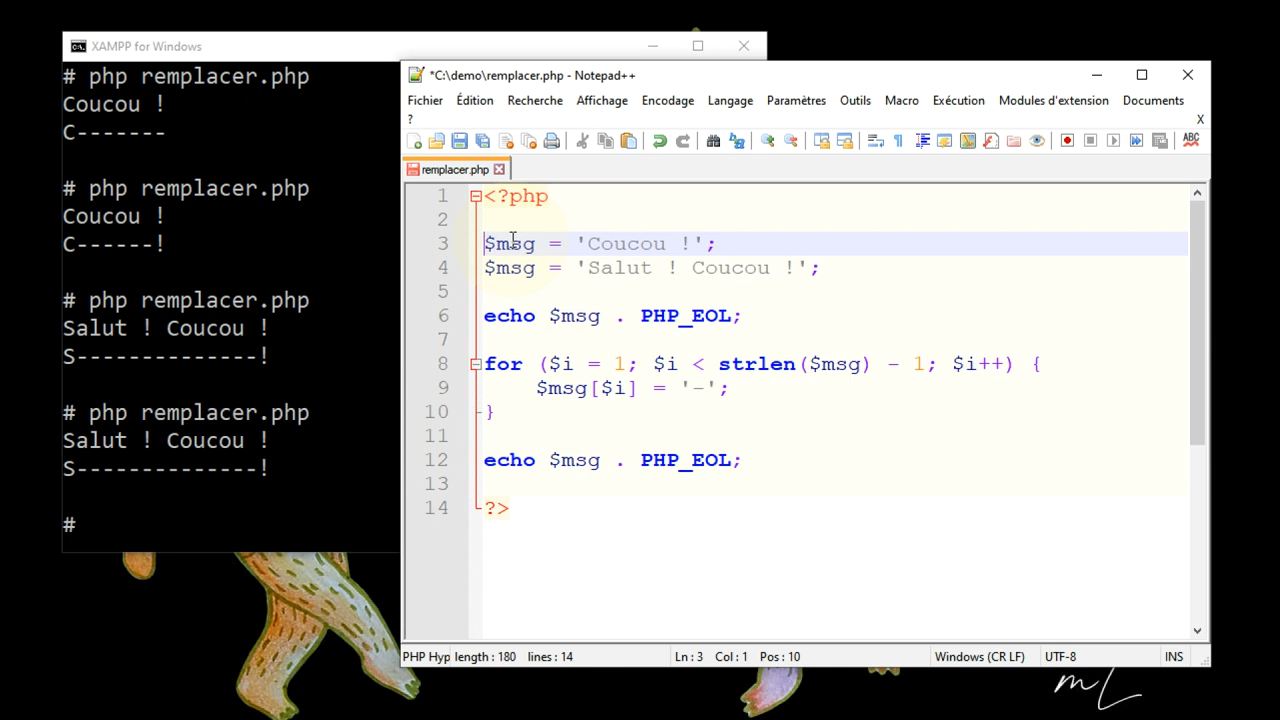 XAMPP for Windows
# php remplacer.php
Coucou !
C-------
# php remplacer.php
Coucou !
C------!
# php remplacer.php
Salut ! Coucou !
S--------------!
# php remplacer.php
Salut ! Coucou !
S--------------!
#
*C:\demo\remplacer.php - Notepad++
Fichier Édition Recherche Affichage Encodage Langage Paramètres Outils Macro Exécution Modules d'extension Documents
? X
remplacer.php
1 <?php
2
3 $msg = 'Coucou !';
4 $msg = 'Salut ! Coucou !';
5
6 echo $msg . PHP_EOL;
7
8 for ($i = 1; $i < strlen($msg) - 1; $i++) {
9 $msg[$i] = '-';
10 }
11
12 echo $msg . PHP_EOL;
13
14 ?>
PHP Hyp length : 180 lines : 14 Ln : 3 Col : 1 Pos : 10 Windows (CR LF) UTF-8 INS
mL